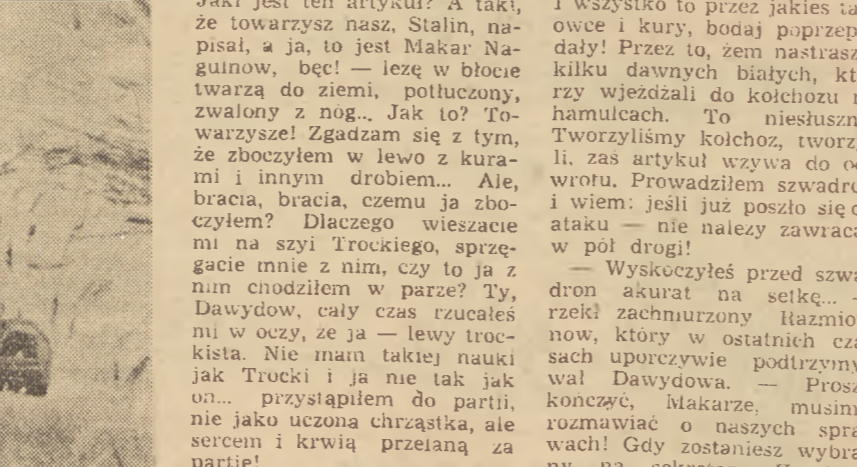 Jaki jest ten artykuł? A taki,
że towarzysz nasz, Stalin, na-
pisał, a ja, to jest Makar Na-
gulnow, bęc! — leżę w błocie
twarzą do ziemi, potłuczony,
zwalony z nóg... Jak to? To-
warzysze! Zgadzam się z tym,
że zboczyłem w lewo z kura-
mi i innym drobiem... Ale,
bracia, bracia, czemu ja zbo-
czyłem? Dlaczego wieszacie
mi na szyi Trockiego, sprzę-
gacie mnie z nim, czy to ja z
nim chodziłem w parze? Ty,
Dawydow, cały czas rzucałeś
mi w oczy, że ja — lewy troc-
kista. Nie mam takiej nauki
jak Trocki i ja nie tak jak
on... przystąpiłem do partii,
nie jako uczona chrząstka, ale
sercem i krwią przelaną za
partię!
I wszystko to przez jakieś ta
owce i kury, bodaj poprzep
dały! Przez to, żem nastrasz
kilku dawnych białych, kt
rzy wjeżdżali do kołchozu
hamulcach. To niesłuszn
Tworzyliśmy kołchoz, tworz
li, zaś artykuł wzywa do o
wrotu. Prowadziłem szwadro
i wiem: jeśli już poszło się
ataku — nie należy zawraca
w pół drogi!
— Wyskoczyłeś przed szwa
dron akurat na setkę... —
rzekł zachmurzony Razmio
now, który w ostatnich cza
sach uporczywie podtrzymy
wał Dawydowa. — Prosz
kończyć, Makarze, musim
rozmawiać o naszych spra
wach! Gdy zostaniesz wybra
ny na